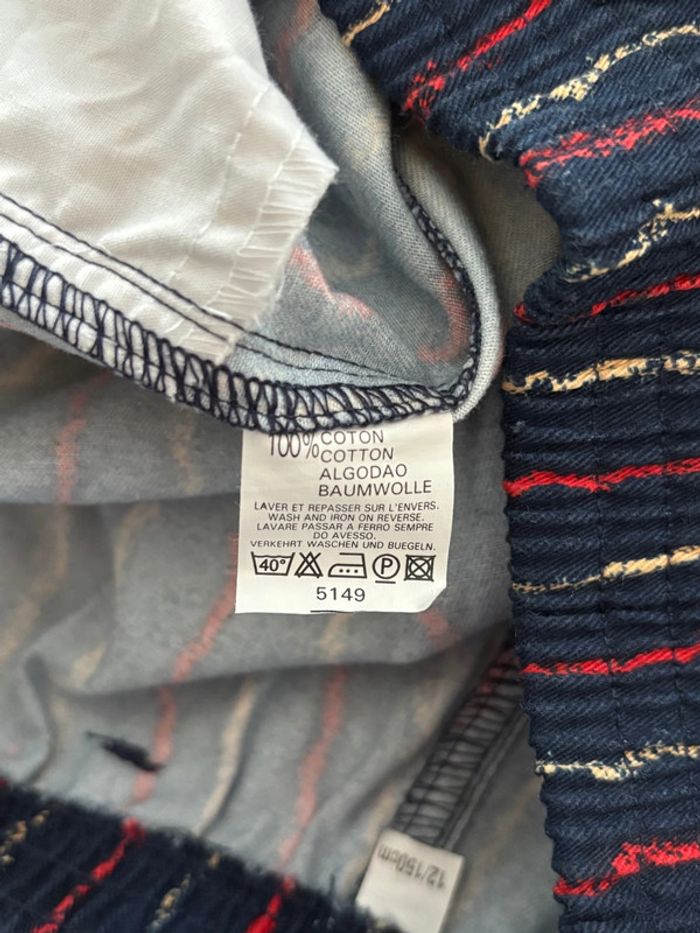 100% COTON
COTTON
ALGODAO
BAUMWOLLE
LAVER ET REPASSER SUR L'ENVERS.
WASH AND IRON ON REVERSE.
LAVARE PASSAR A FERRO SEMPRE
DO AVESSO.
VERKEHRT WASCHEN UND BUEGELN.
40° P
5149
12/150cm